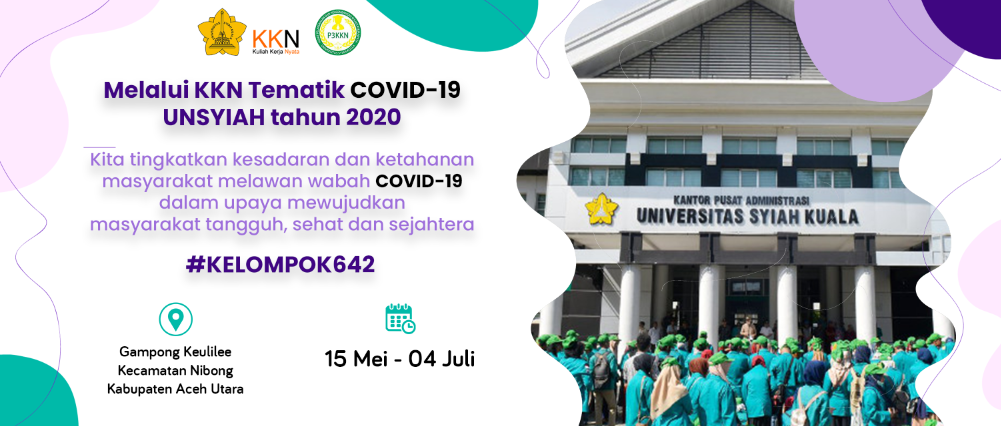 KKN
Kuliah Kerja Nyata
P3KKN
Melalui KKN Tematik COVID-19
UNSYIAH tahun 2020
Kita tingkatkan kesadaran dan ketahanan
masyarakat melawan wabah COVID-19
dalam upaya mewujudkan
masyarakat tangguh, sehat dan sejahtera
#KELOMPOK642
Gampong Keulilee
Kecamatan Nibong
Kabupaten Aceh Utara
15 Mei - 04 Juli
KANTOR PUSAT ADMINISTRASI
UNIVERSITAS SYIAH KUALA